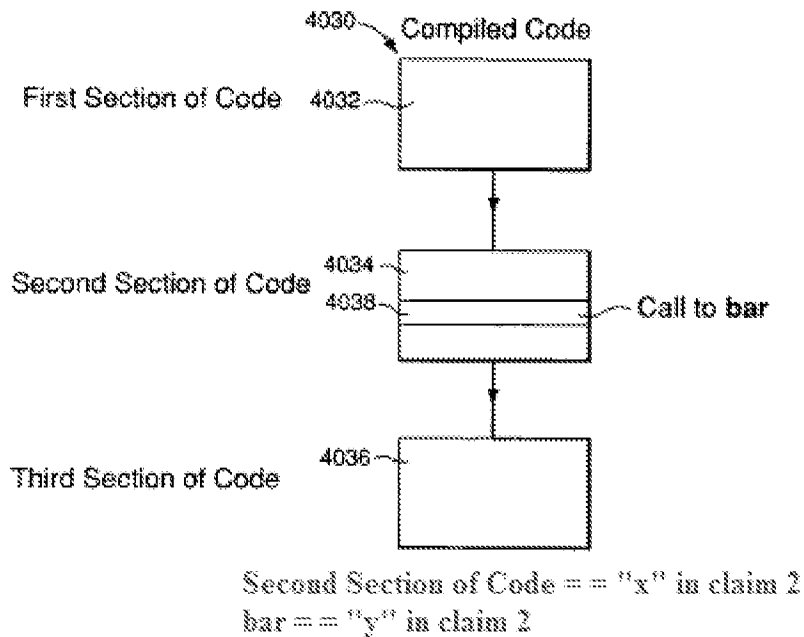 4030
Compiled Code
First Section of Code
4032
Second Section of Code
4034
4038
Call to bar
Third Section of Code
4036
Second Section of Code == "x" in claim 2
bar == "y" in claim 2